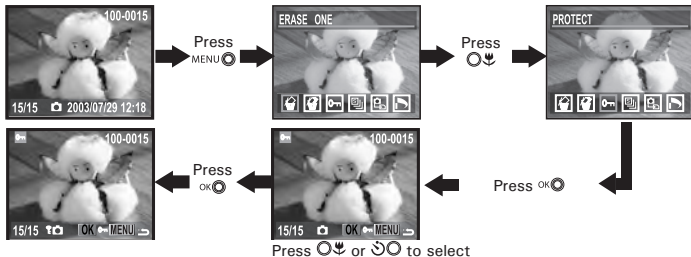 100-0015
15/15 2003/07/29 12:18
Press
MENU
ERASE ONE
Press
PROTECT
Press OK
100-0015
15/15 OK MENU
Press or to select
Press
OK
100-0015
15/15 OK MENU